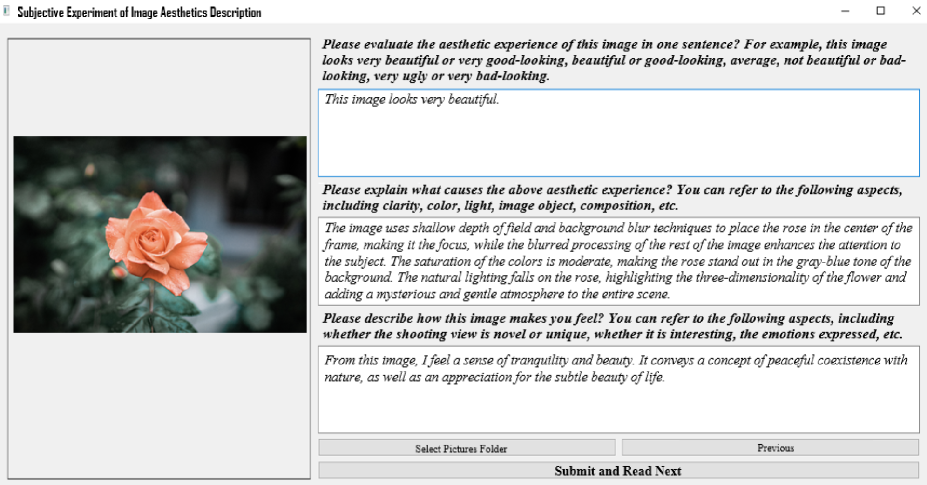 Subjective Experiment of Image Aesthetics Description
Please evaluate the aesthetic experience of this image in one sentence? For example, this image
looks very beautiful or very good-looking, beautiful or good-looking, average, not beautiful or bad-
looking, very ugly or very bad-looking.
This image looks very beautiful.
Please explain what causes the above aesthetic experience? You can refer to the following aspects,
including clarity, color, light, image object, composition, etc.
The image uses shallow depth of field and background blur techniques to place the rose in the center of the
frame, making it the focus, while the blurred processing of the rest of the image enhances the attention to
the subject. The saturation of the colors is moderate, making the rose stand out in the gray-blue tone of the
background. The natural lighting falls on the rose, highlighting the three-dimensionality of the flower and
adding a mysterious and gentle atmosphere to the entire scene.
Please describe how this image makes you feel? You can refer to the following aspects, including
whether the shooting view is novel or unique, whether it is interesting, the emotions expressed, etc.
From this image, I feel a sense of tranquility and beauty. It conveys a concept of peaceful coexistence with
nature, as well as an appreciation for the subtle beauty of life.
Select Pictures Folder
Previous
Submit and Read Next